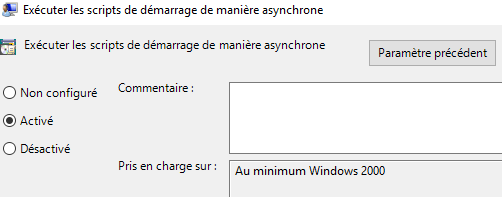 Exécuter les scripts de démarrage de manière asynchrone
Exécuter les scripts de démarrage de manière asynchrone
Paramètre précédent
Non configuré
Commentaire :
Activé
Désactivé
Pris en charge sur :
Au minimum Windows 2000